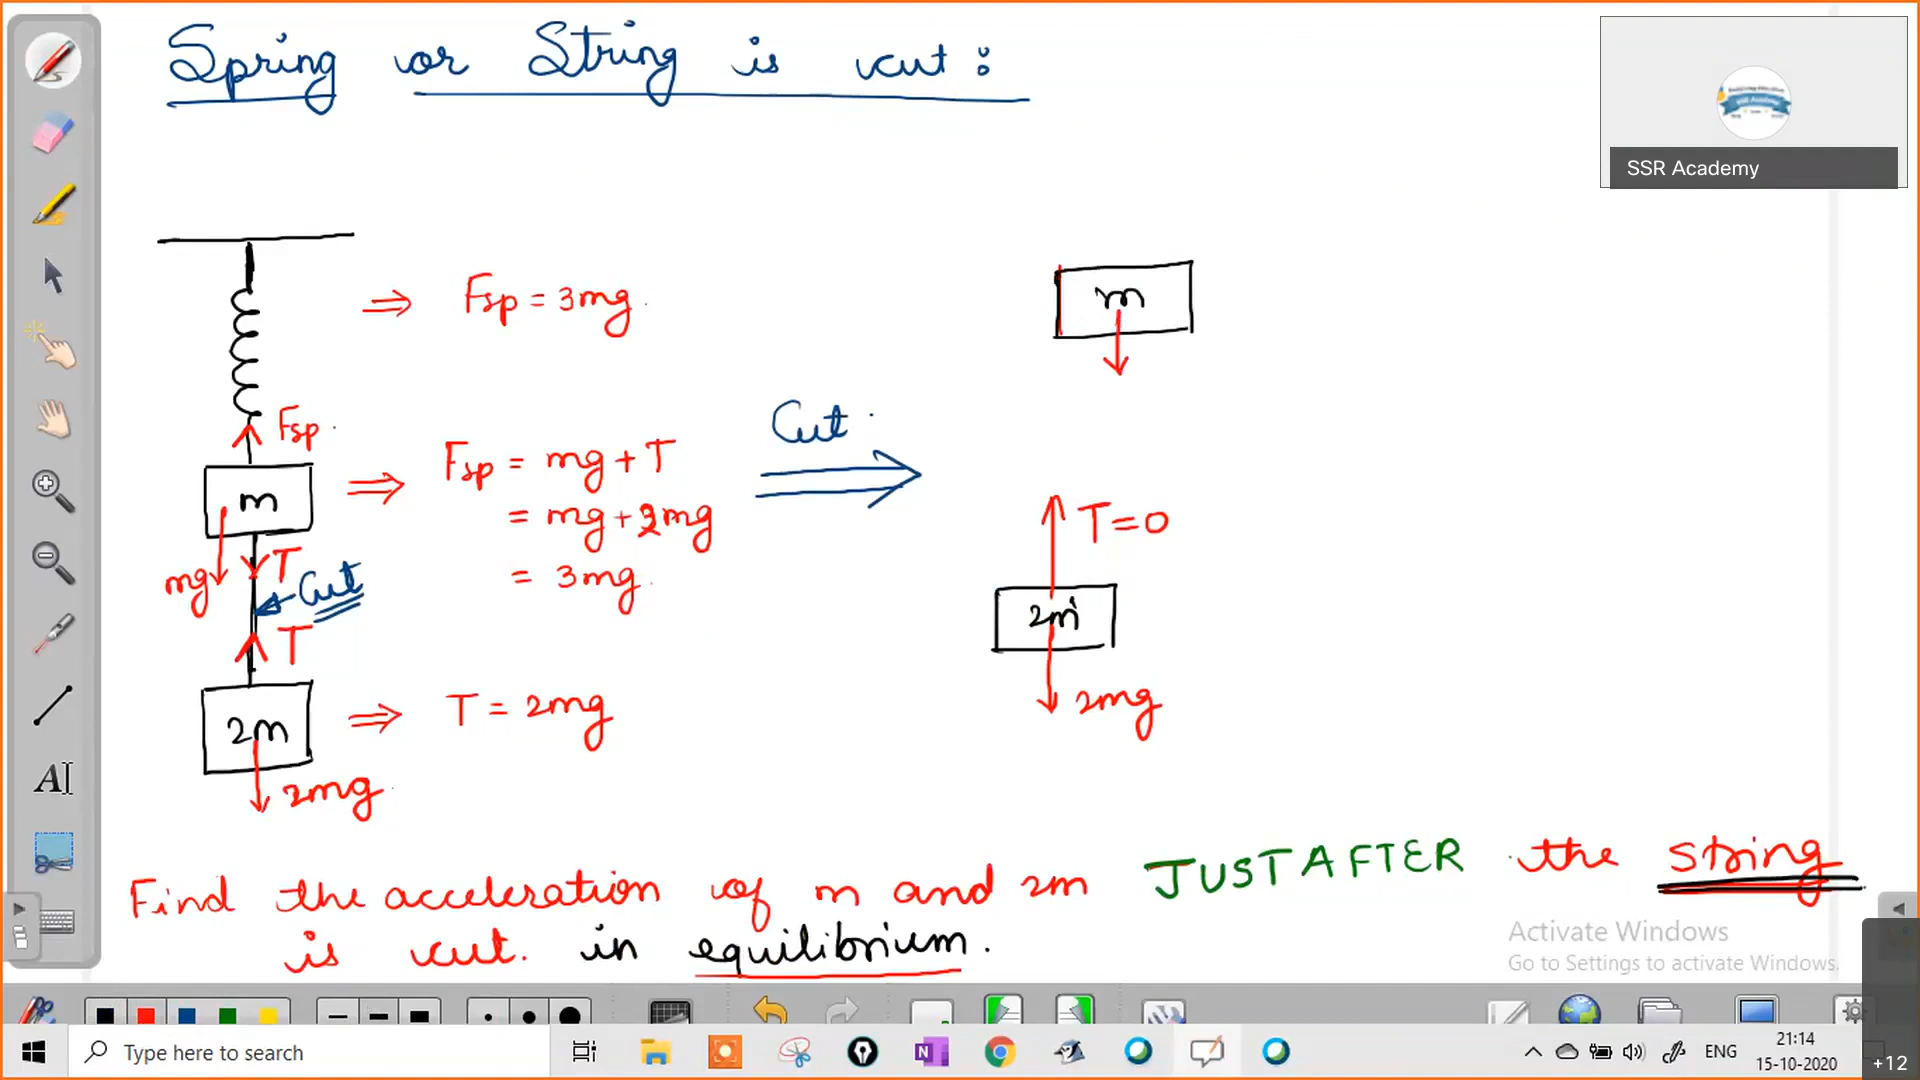 Spring or String is cut:
SSR Academy
⇒ Fsp = 3mg.
m
Fsp
Cut
m
mg
⇒ Fsp = mg + T
= mg + 2mg
= 3mg.
T
Cut
T = 0
T
2m
2m
⇒ T = 2mg
2mg
2mg
Find the acceleration of m and 2m JUST AFTER the string
is cut. in equilibrium.
Activate Windows
Go to Settings to activate Windows.
A
Type here to search
ENG
21:14
15-10-2020
+12